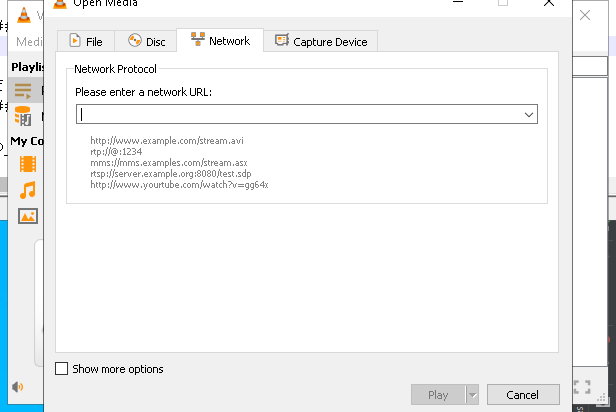 Open Media
Medi
File
Disc
Network
Capture Device
Playlis
Network Protocol
Please enter a network URL:
My Co
http://www.example.com/stream.avi
rtp://@:1234
mms://mms.examples.com/stream.asx
rtsp://server.example.org:8080/test.sdp
http://www.yourtube.com/watch?v=gg64x
Show more options
Play
Cancel